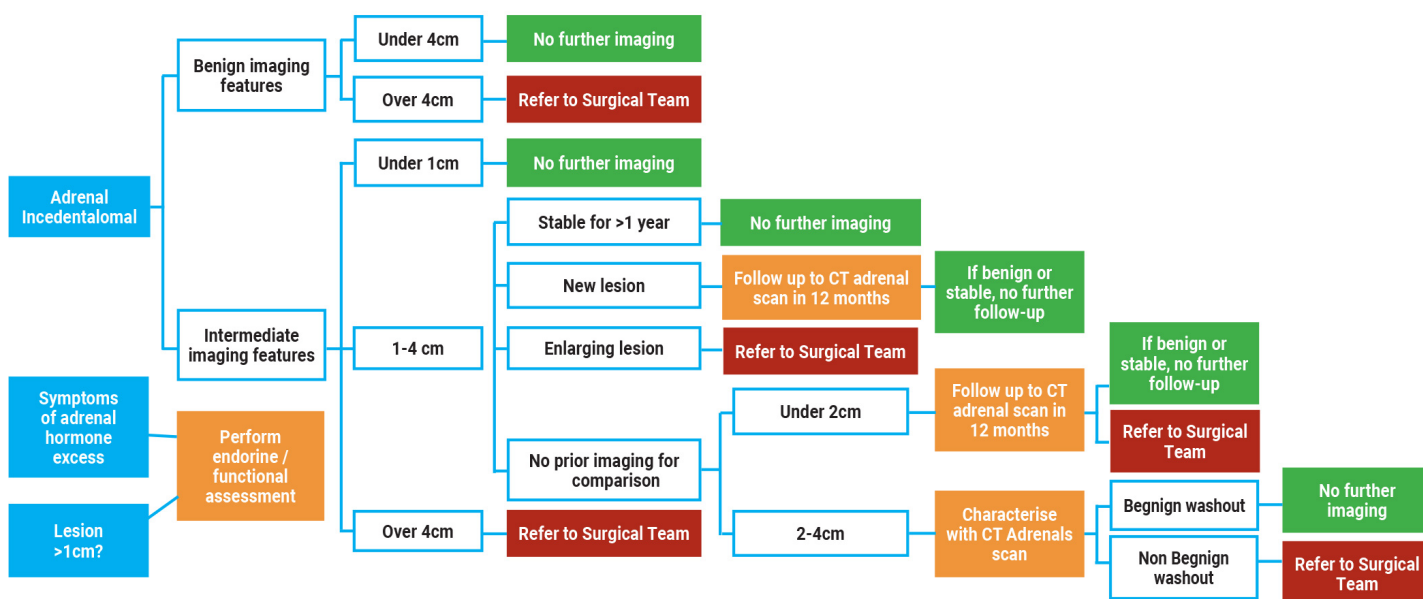 Under 4cm
No further imaging
Benign imaging
features
Over 4cm
Refer to Surgical Team
Under 1cm
No further imaging
Adrenal
Incedentalomal
Stable for >1 year
No further imaging
New lesion
Follow up to CT adrenal
scan in 12 months
If benign or
stable, no further
follow-up
Intermediate
imaging features
1-4 cm
Enlarging lesion
Refer to Surgical Team
If benign or
stable, no further
follow-up
Symptoms
of adrenal
hormone
excess
Perform
endorine /
functional
assessment
Under 2cm
Follow up to CT
adrenal scan in
12 months
Refer to Surgical
Team
No prior imaging for
comparison
Lesion
>1cm?
Over 4cm
Refer to Surgical Team
2-4cm
Characterise
with CT Adrenals
scan
Begnign washout
No further
imaging
Non Begnign
washout
Refer to Surgical
Team